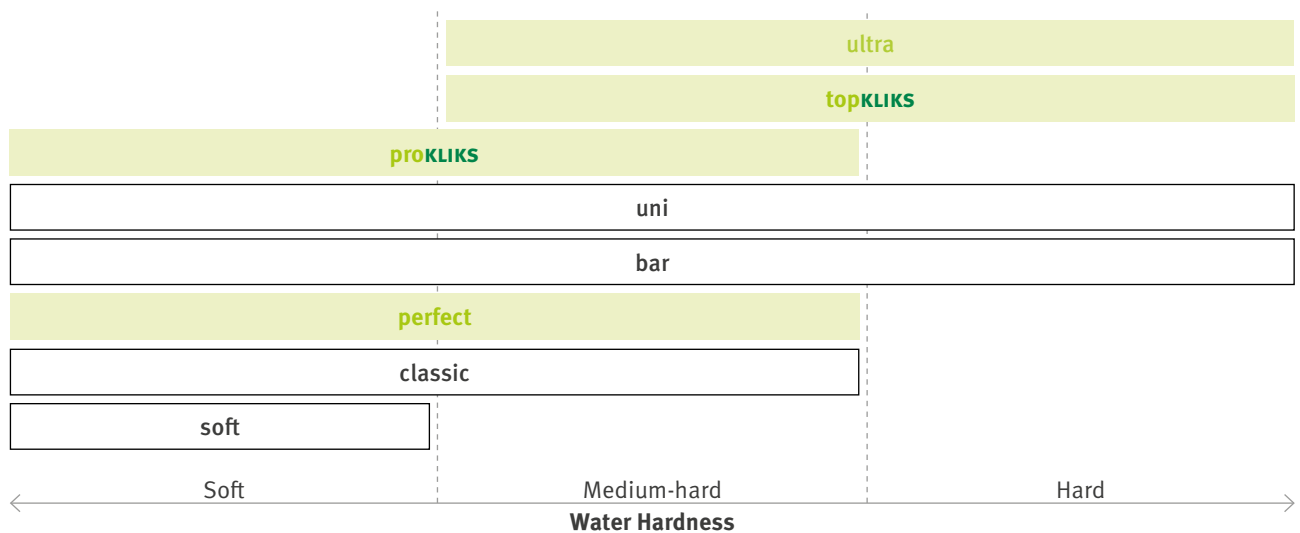 ultra
topKLIKS
proKLIKS
uni
bar
perfect
classic
soft
Soft Medium-hard Hard
Water Hardness